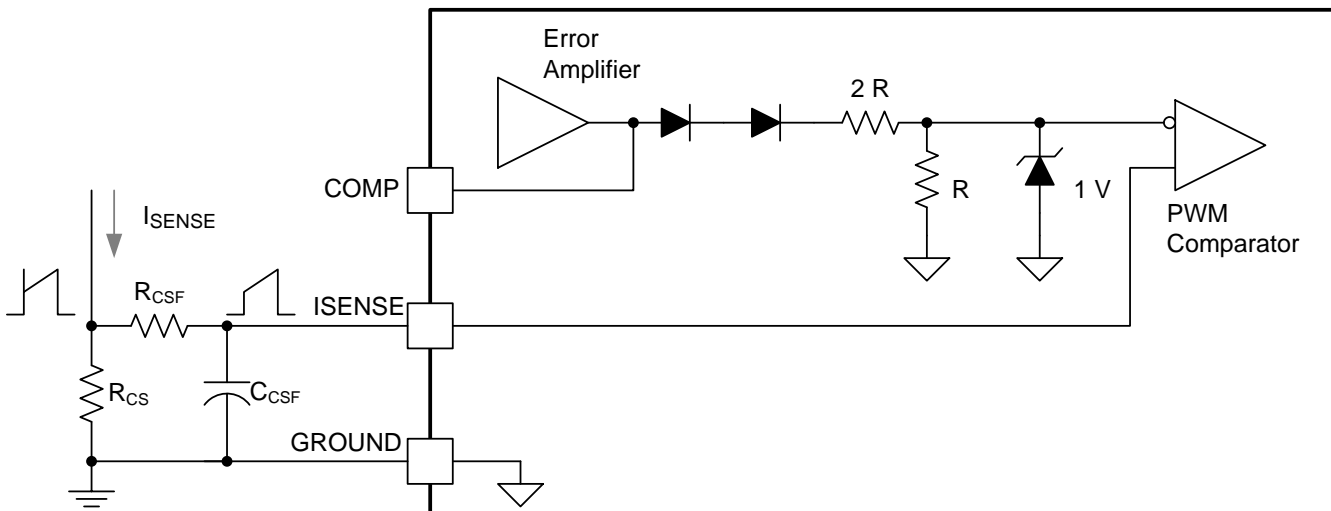 Error
Amplifier
2 R
COMP
R
1 V
PWM
Comparator
ISENSE
RCSF
ISENSE
RCS
CCSF
GROUND